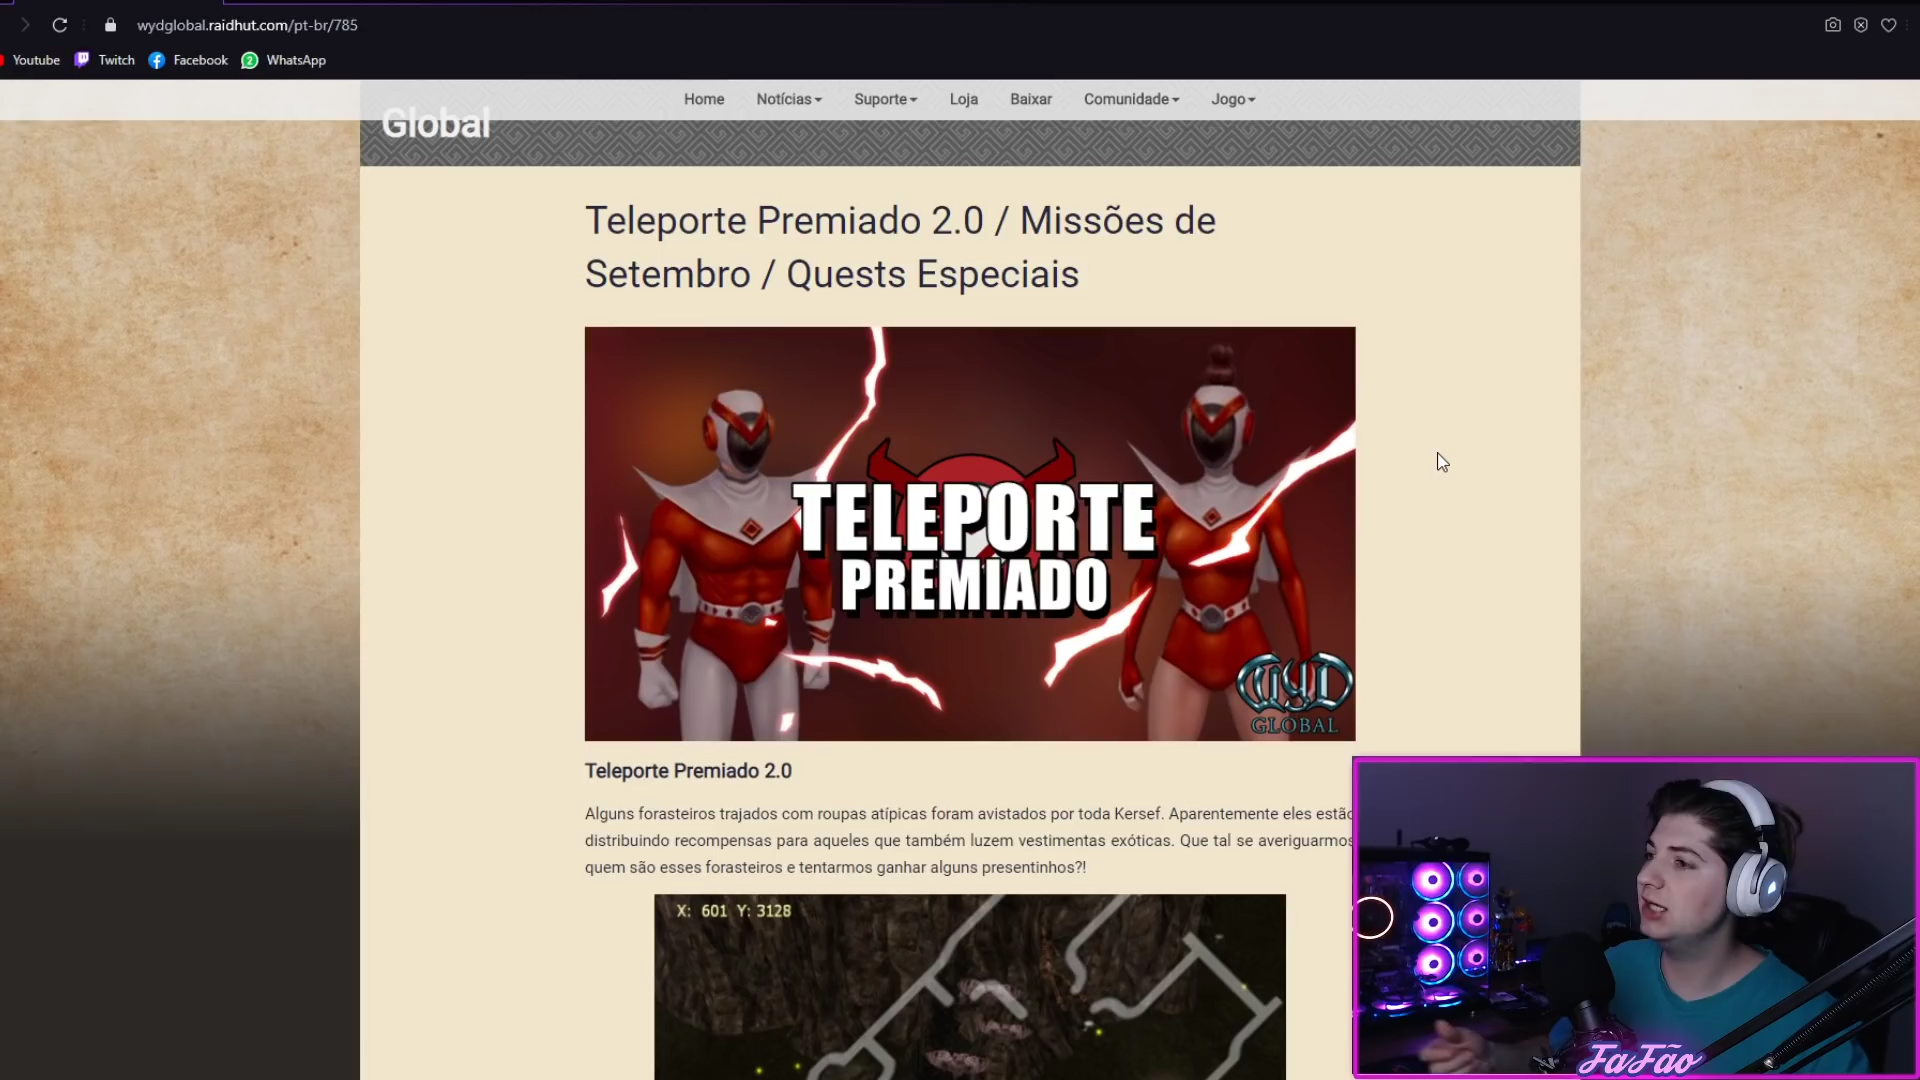 wydglobal.raidhut.com/pt-br/785
Youtube Twitch Facebook 2 WhatsApp
Home Notícias Suporte Loja Baixar Comunidade Jogo
Global
Teleporte Premiado 2.0 / Missões de
Setembro / Quests Especiais
TELEPORTE
PREMIADO
WYD
GLOBAL
Teleporte Premiado 2.0
Alguns forasteiros trajados com roupas atípicas foram avistados por toda Kersef. Aparentemente eles estão
distribuindo recompensas para aqueles que também luzem vestimentas exóticas. Que tal se averiguarmos
quem são esses forasteiros e tentarmos ganhar alguns presentinhos?!
X: 601 Y: 3128
FaFão